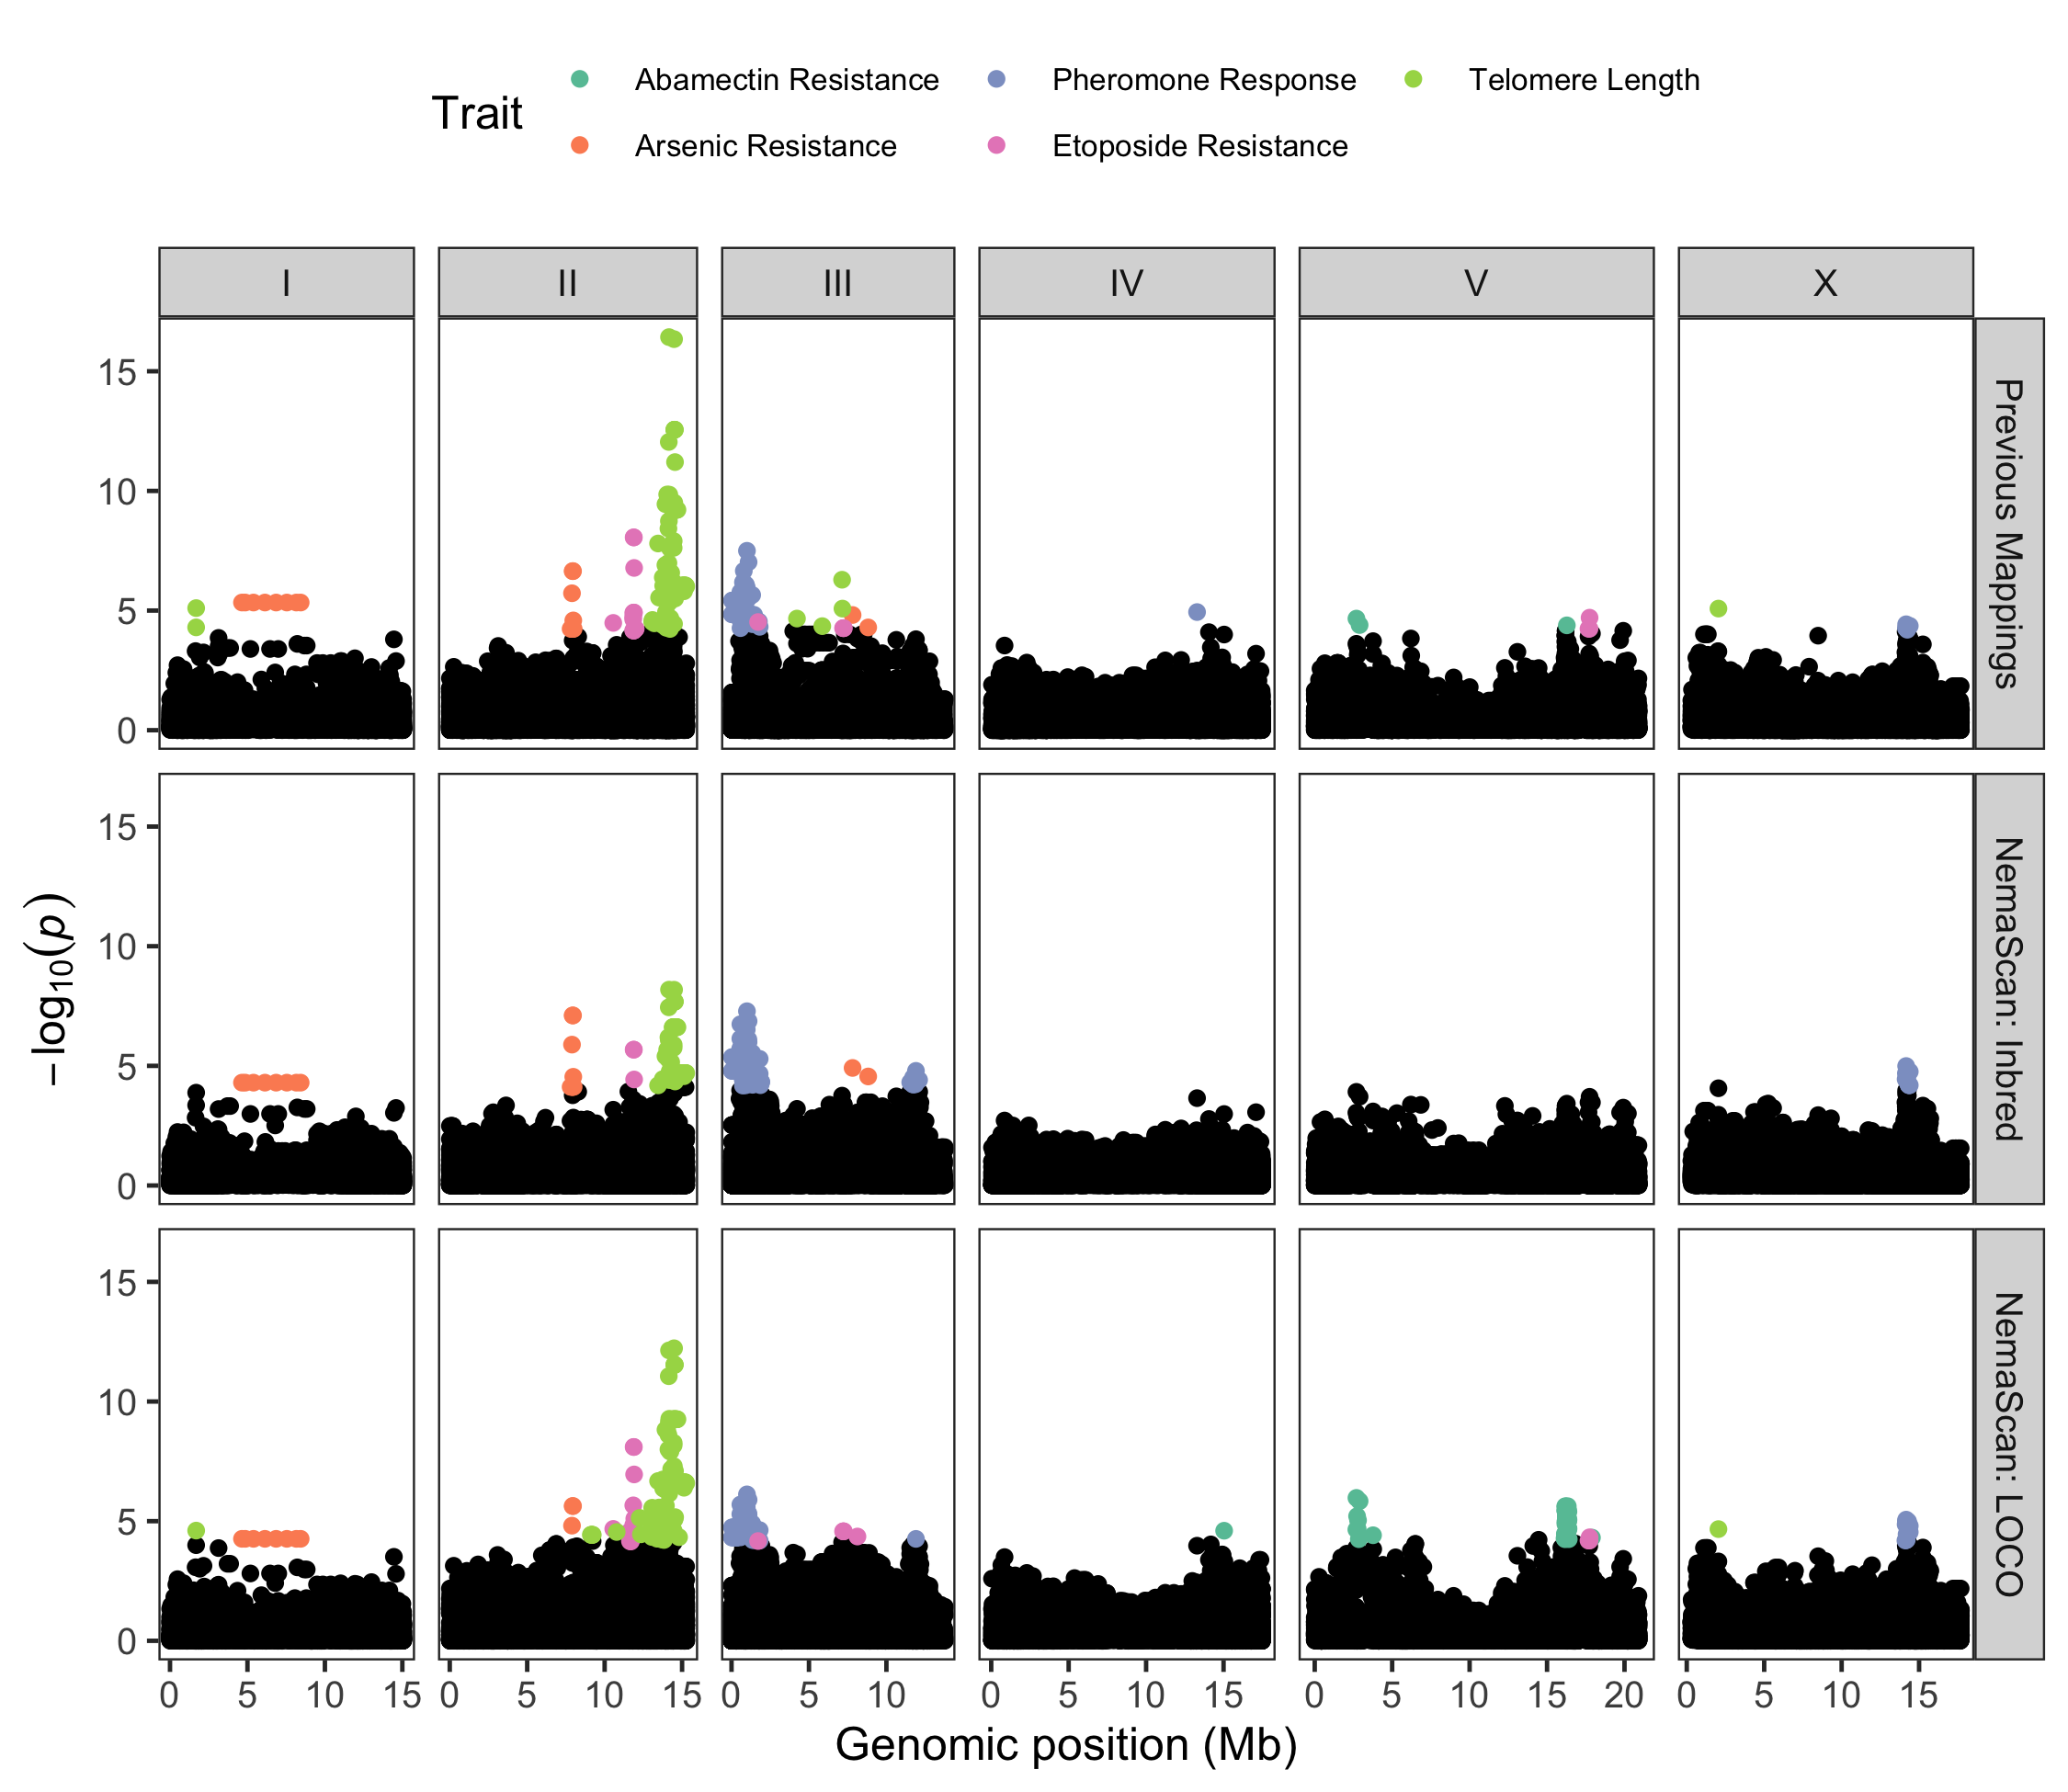 Trait
Abamectin Resistance
Pheromone Response
Telomere Length
Arsenic Resistance
Etoposide Resistance
I
II
III
IV
V
X
15
10
5
0
Previous Mappings
15
10
5
0
NemaScan: Inbred
15
10
5
0
NemaScan: LOCO
−log10(p)
0 5 10 15 0 5 10 15 0 5 10 0 5 10 15 0 5 10 15 20 0 5 10 15
Genomic position (Mb)